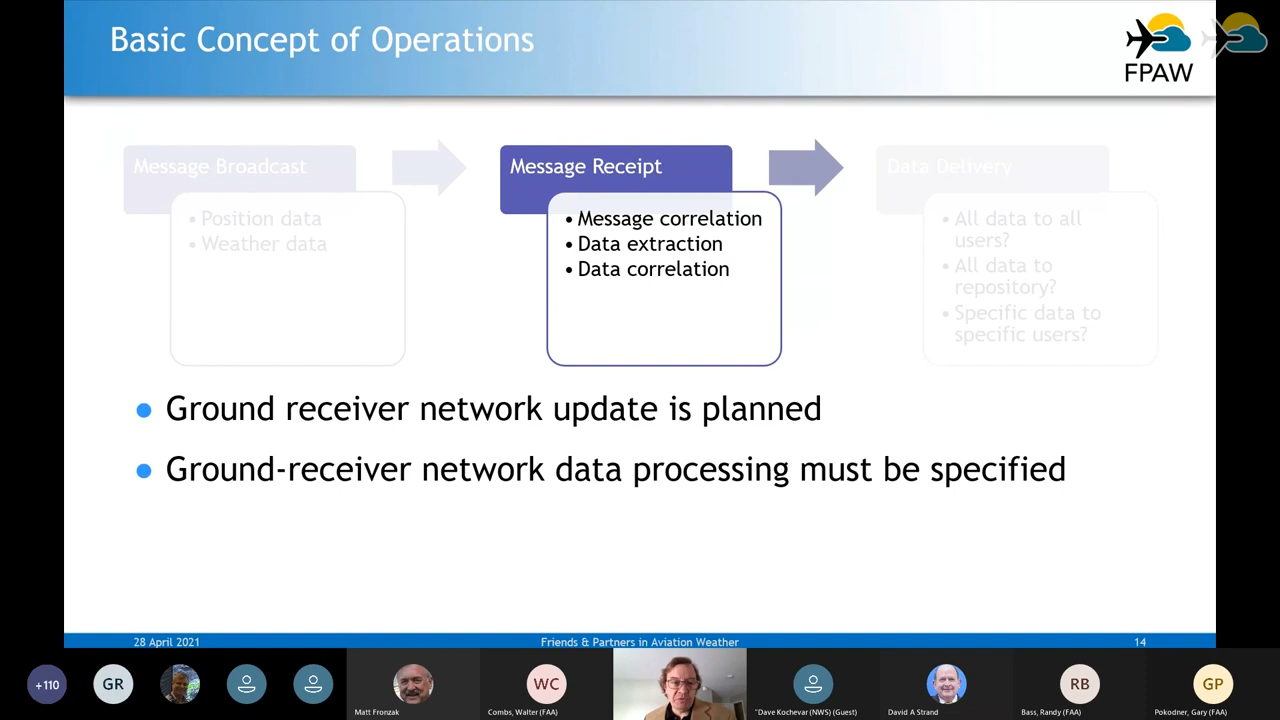 Basic Concept of Operations
FPAW
Message Broadcast
• Position data
• Weather data
Message Receipt
• Message correlation
• Data extraction
• Data correlation
Data Delivery
• All data to all
users?
• All data to
repository?
• Specific data to
specific users?
● Ground receiver network update is planned
● Ground-receiver network data processing must be specified
28 April 2021
Friends & Partners in Aviation Weather
14
+110
GR
Matt Fronzak
WC
Combs, Walter (FAA)
"Dave Kochevar (NWS) (Guest)
David A Strand
RB
Bass, Randy (FAA)
GP
Pokodner, Gary (FAA)